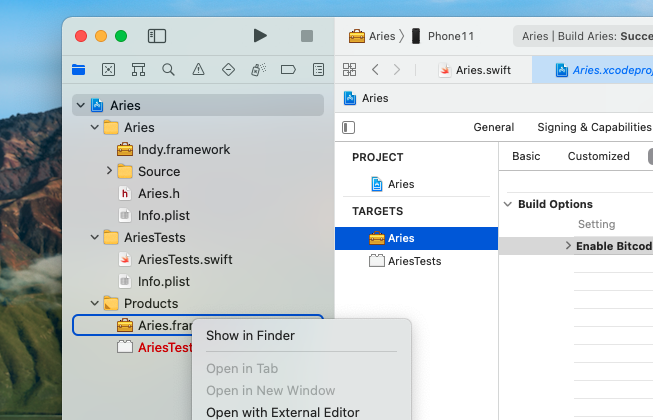 Aries
Phone11
Aries | Build Aries: Succe
Aries.swift
Aries.xcodeproj
Aries
Aries
Indy.framework
Source
Aries.h
Info.plist
AriesTests
AriesTests.swift
Info.plist
Products
Aries.fram
AriesTest
Aries
General
Signing & Capabilities
PROJECT
Aries
TARGETS
Aries
AriesTests
Basic
Customized
Build Options
Setting
Enable Bitcod
Show in Finder
Open in Tab
Open in New Window
Open with External Editor